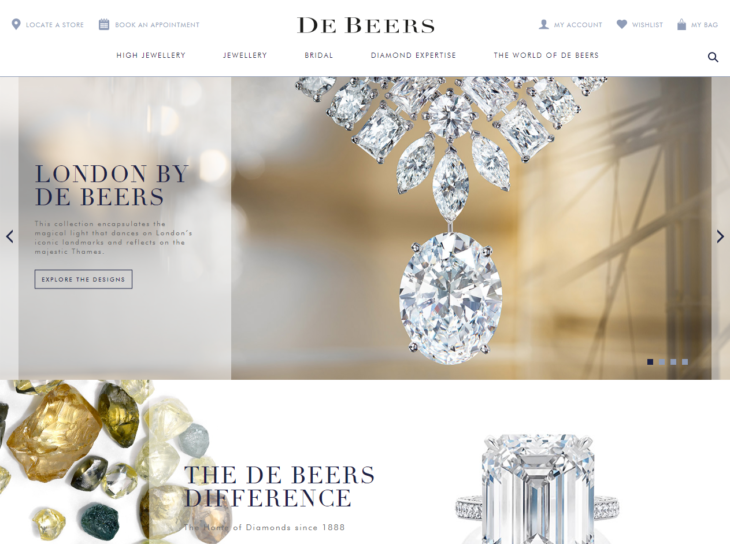 LOCATE A STORE
BOOK AN APPOINTMENT
DE BEERS
MY ACCOUNT
WISHLIST
MY BAG
HIGH JEWELLERY
JEWELLERY
BRIDAL
DIAMOND EXPERTISE
THE WORLD OF DE BEERS
LONDON BY
DE BEERS
This collection encapsulates the
magical light that dances on London's
iconic landmarks and reflects on the
majestic Thames.
EXPLORE THE DESIGNS
THE DE BEERS
DIFFERENCE
The Home of Diamonds since 1888